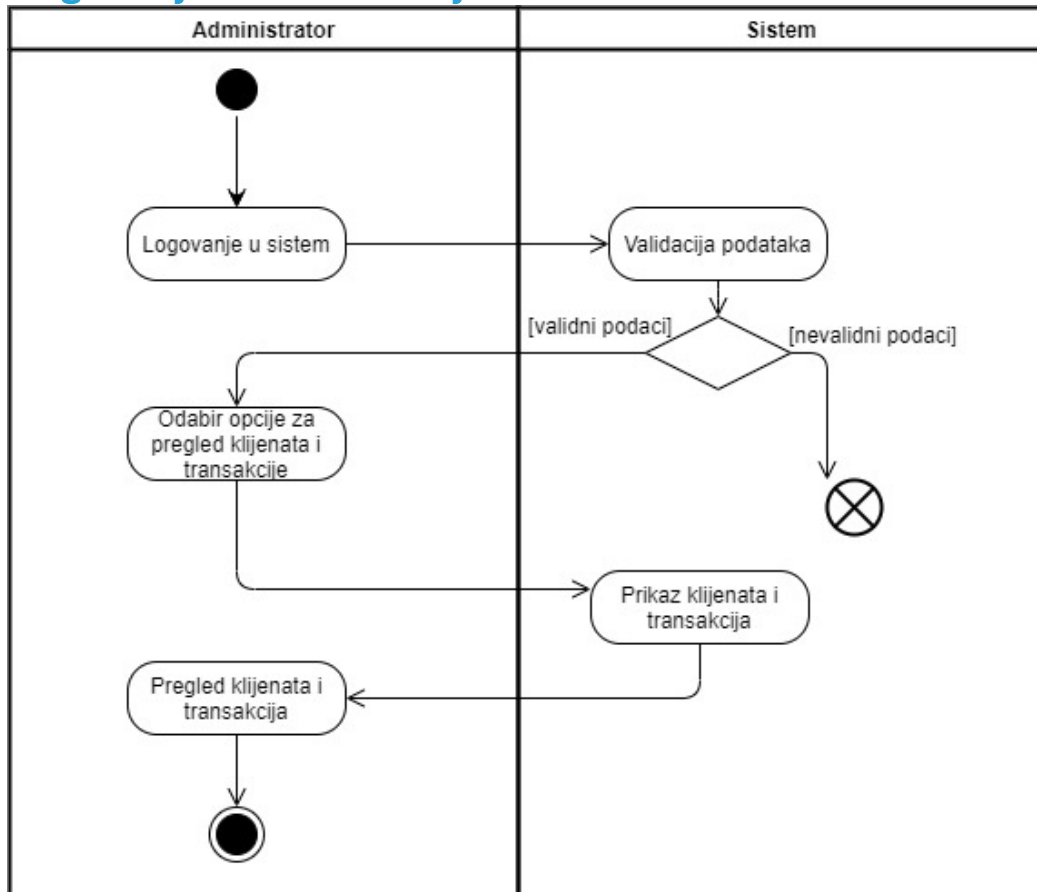 Administrator
Sistem
Logovanje u sistem
Validacija podataka
[validni podaci]
[nevalidni podaci]
Odabir opcije za
pregled klijenata i
transakcije
Prikaz klijenata i
transakcija
Pregled klijenata i
transakcija